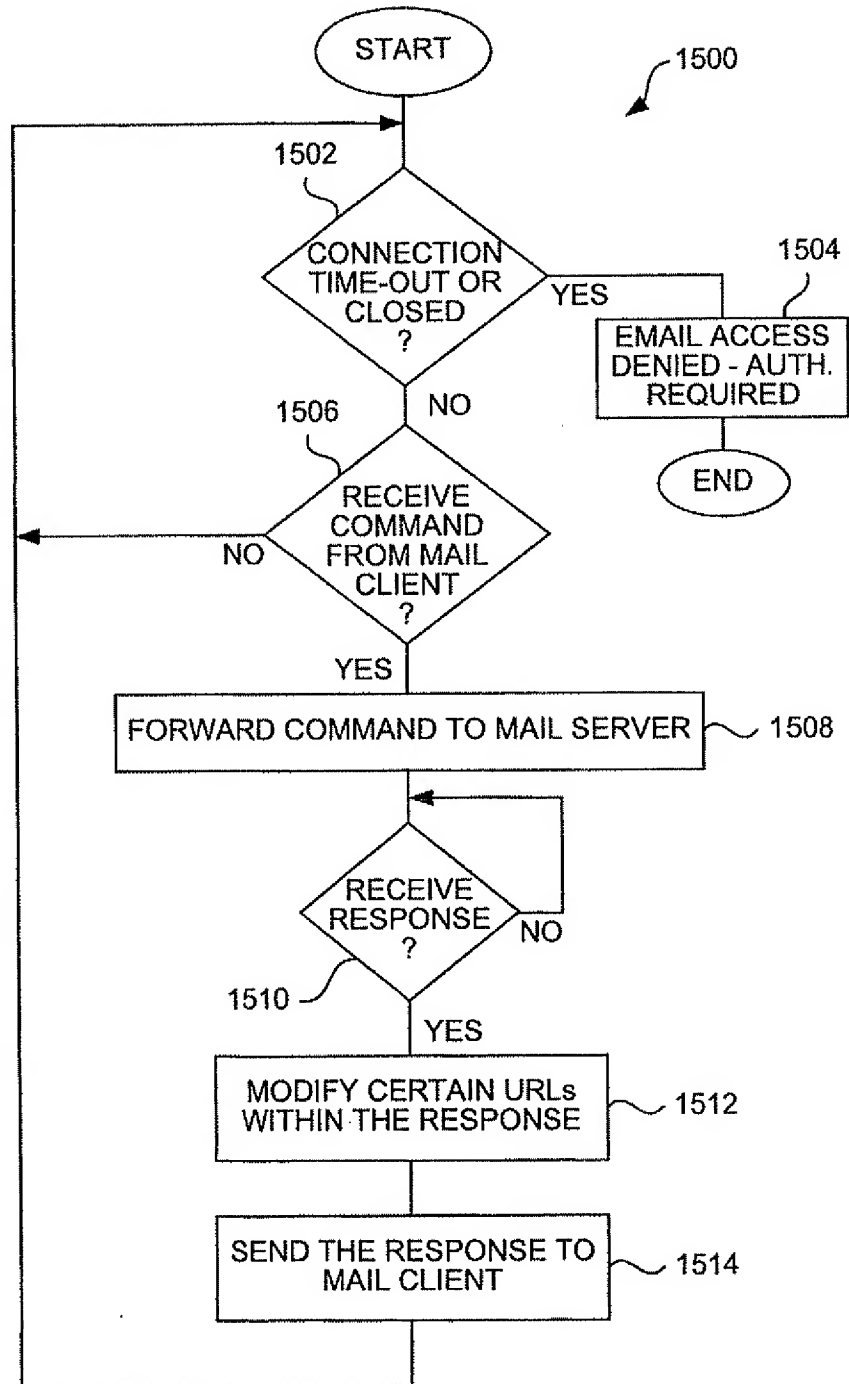 START
1500
1502
CONNECTION
TIME-OUT OR
CLOSED
?
YES
1504
EMAIL ACCESS
DENIED - AUTH.
REQUIRED
NO
END
1506
RECEIVE
COMMAND
FROM MAIL
CLIENT
?
NO
YES
FORWARD COMMAND TO MAIL SERVER
1508
RECEIVE
RESPONSE
?
NO
1510
YES
MODIFY CERTAIN URLs
WITHIN THE RESPONSE
1512
SEND THE RESPONSE TO
MAIL CLIENT
1514